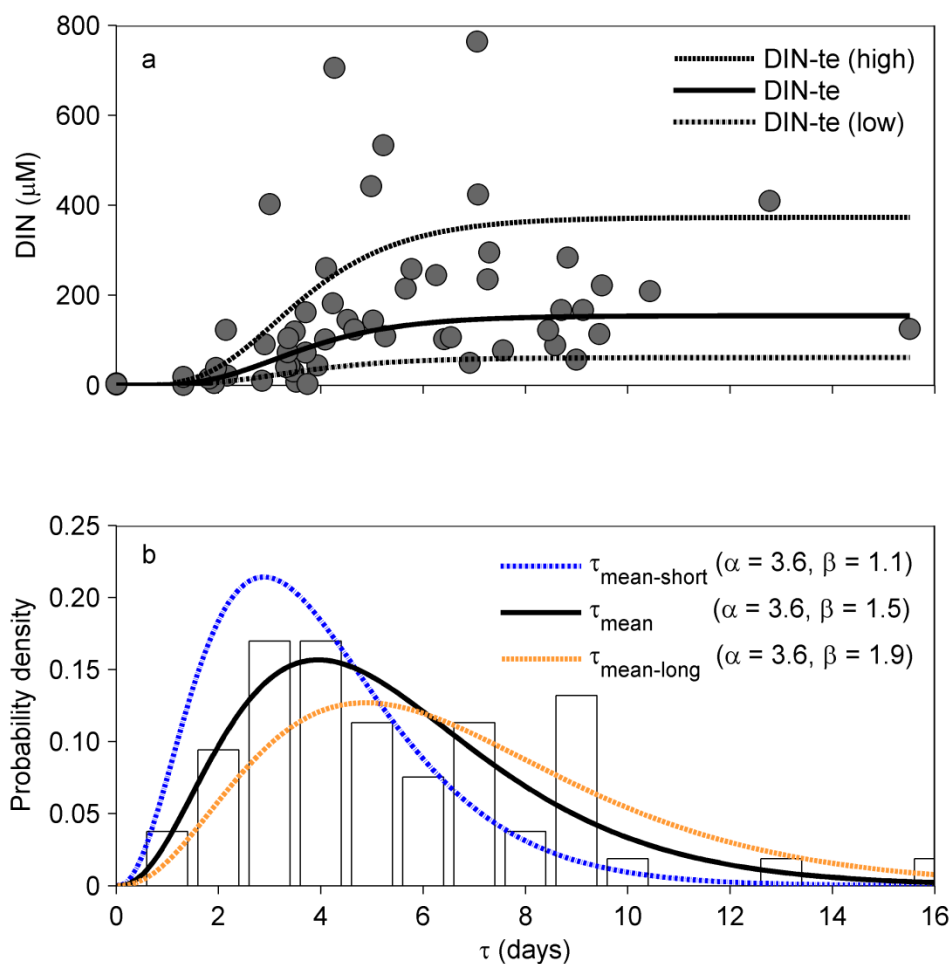 800
a
DIN-te (high)
DIN-te
DIN-te (low)
600
400
200
0
DIN (μM)
0.25
b
τmean-short (α = 3.6, β = 1.1)
τmean (α = 3.6, β = 1.5)
τmean-long (α = 3.6, β = 1.9)
0.20
0.15
0.10
0.05
0
Probability density
0 2 4 6 8 10 12 14 16
τ (days)